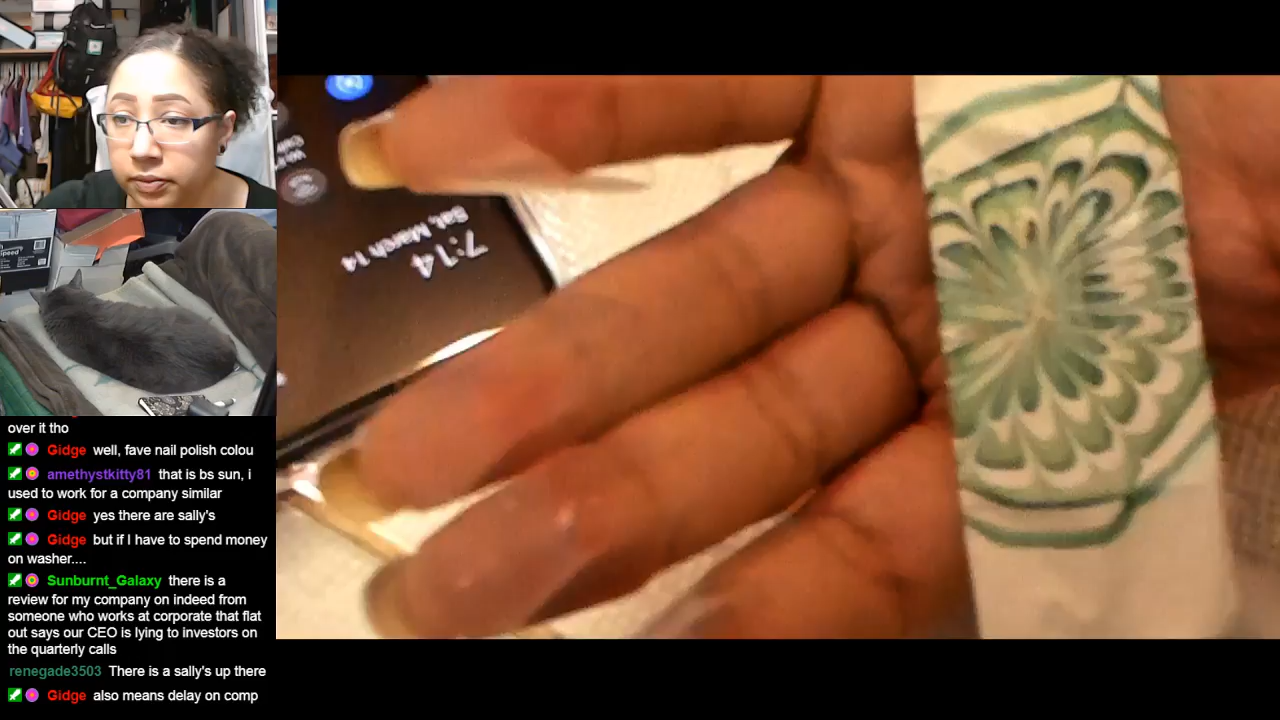 over it tho
Gidge well, fave nail polish colou
amethystkitty81 that is bs sun, i
used to work for a company similar
Gidge yes there are sally's
Gidge but if I have to spend money
on washer....
Sunburnt_Galaxy there is a
review for my company on indeed from
someone who works at corporate that flat
out says our CEO is lying to investors on
the quarterly calls
renegade3503 There is a sally's up there
Gidge also means delay on comp
7:14
Sat, March 14